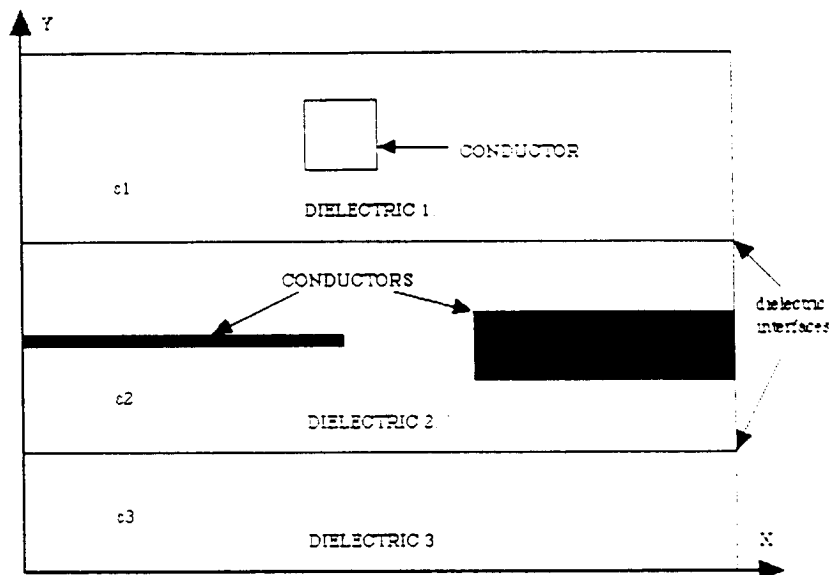 Y
CONDUCTOR
ε1
DIELECTRIC 1
CONDUCTORS
dielectric
interfaces
ε2
DIELECTRIC 2
ε3
DIELECTRIC 3
X